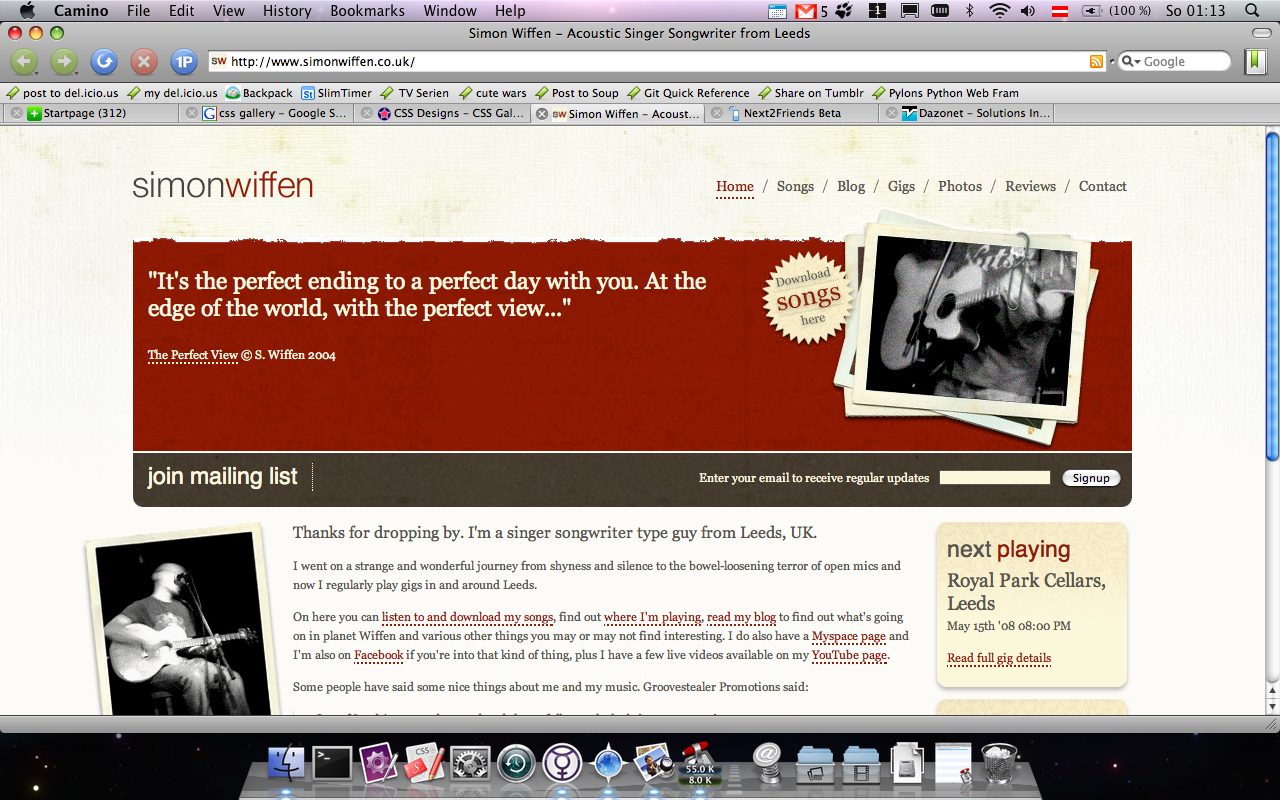 Camino File Edit View History Bookmarks Window Help 5 1 (100 %) So 01:13
Simon Wiffen – Acoustic Singer Songwriter from Leeds
1P SW http://www.simonwiffen.co.uk/ Google
post to del.icio.us my del.icio.us Backpack St SlimTimer TV Serien cute wars Post to Soup Git Quick Reference Share on Tumblr Pylons Python Web Fram
Startpage (312) G css gallery – Google S... CSS Designs – CSS Gal... SW Simon Wiffen – Acoust... Next2Friends Beta Dazonet – Solutions In...
simonwiffen
Home / Songs / Blog / Gigs / Photos / Reviews / Contact
"It's the perfect ending to a perfect day with you. At the
edge of the world, with the perfect view..."
The Perfect View © S. Wiffen 2004
Download
songs
here
join mailing list
Enter your email to receive regular updates Signup
Thanks for dropping by. I'm a singer songwriter type guy from Leeds, UK.
I went on a strange and wonderful journey from shyness and silence to the bowel-loosening terror of open mics and
now I regularly play gigs in and around Leeds.
On here you can listen to and download my songs, find out where I'm playing, read my blog to find out what's going
on in planet Wiffen and various other things you may or may not find interesting. I do also have a Myspace page and
I'm also on Facebook if you're into that kind of thing, plus I have a few live videos available on my YouTube page.
Some people have said some nice things about me and my music. Groovestealer Promotions said:
next playing
Royal Park Cellars,
Leeds
May 15th '08 08:00 PM
Read full gig details
CSS
55.0 K
8.0 K